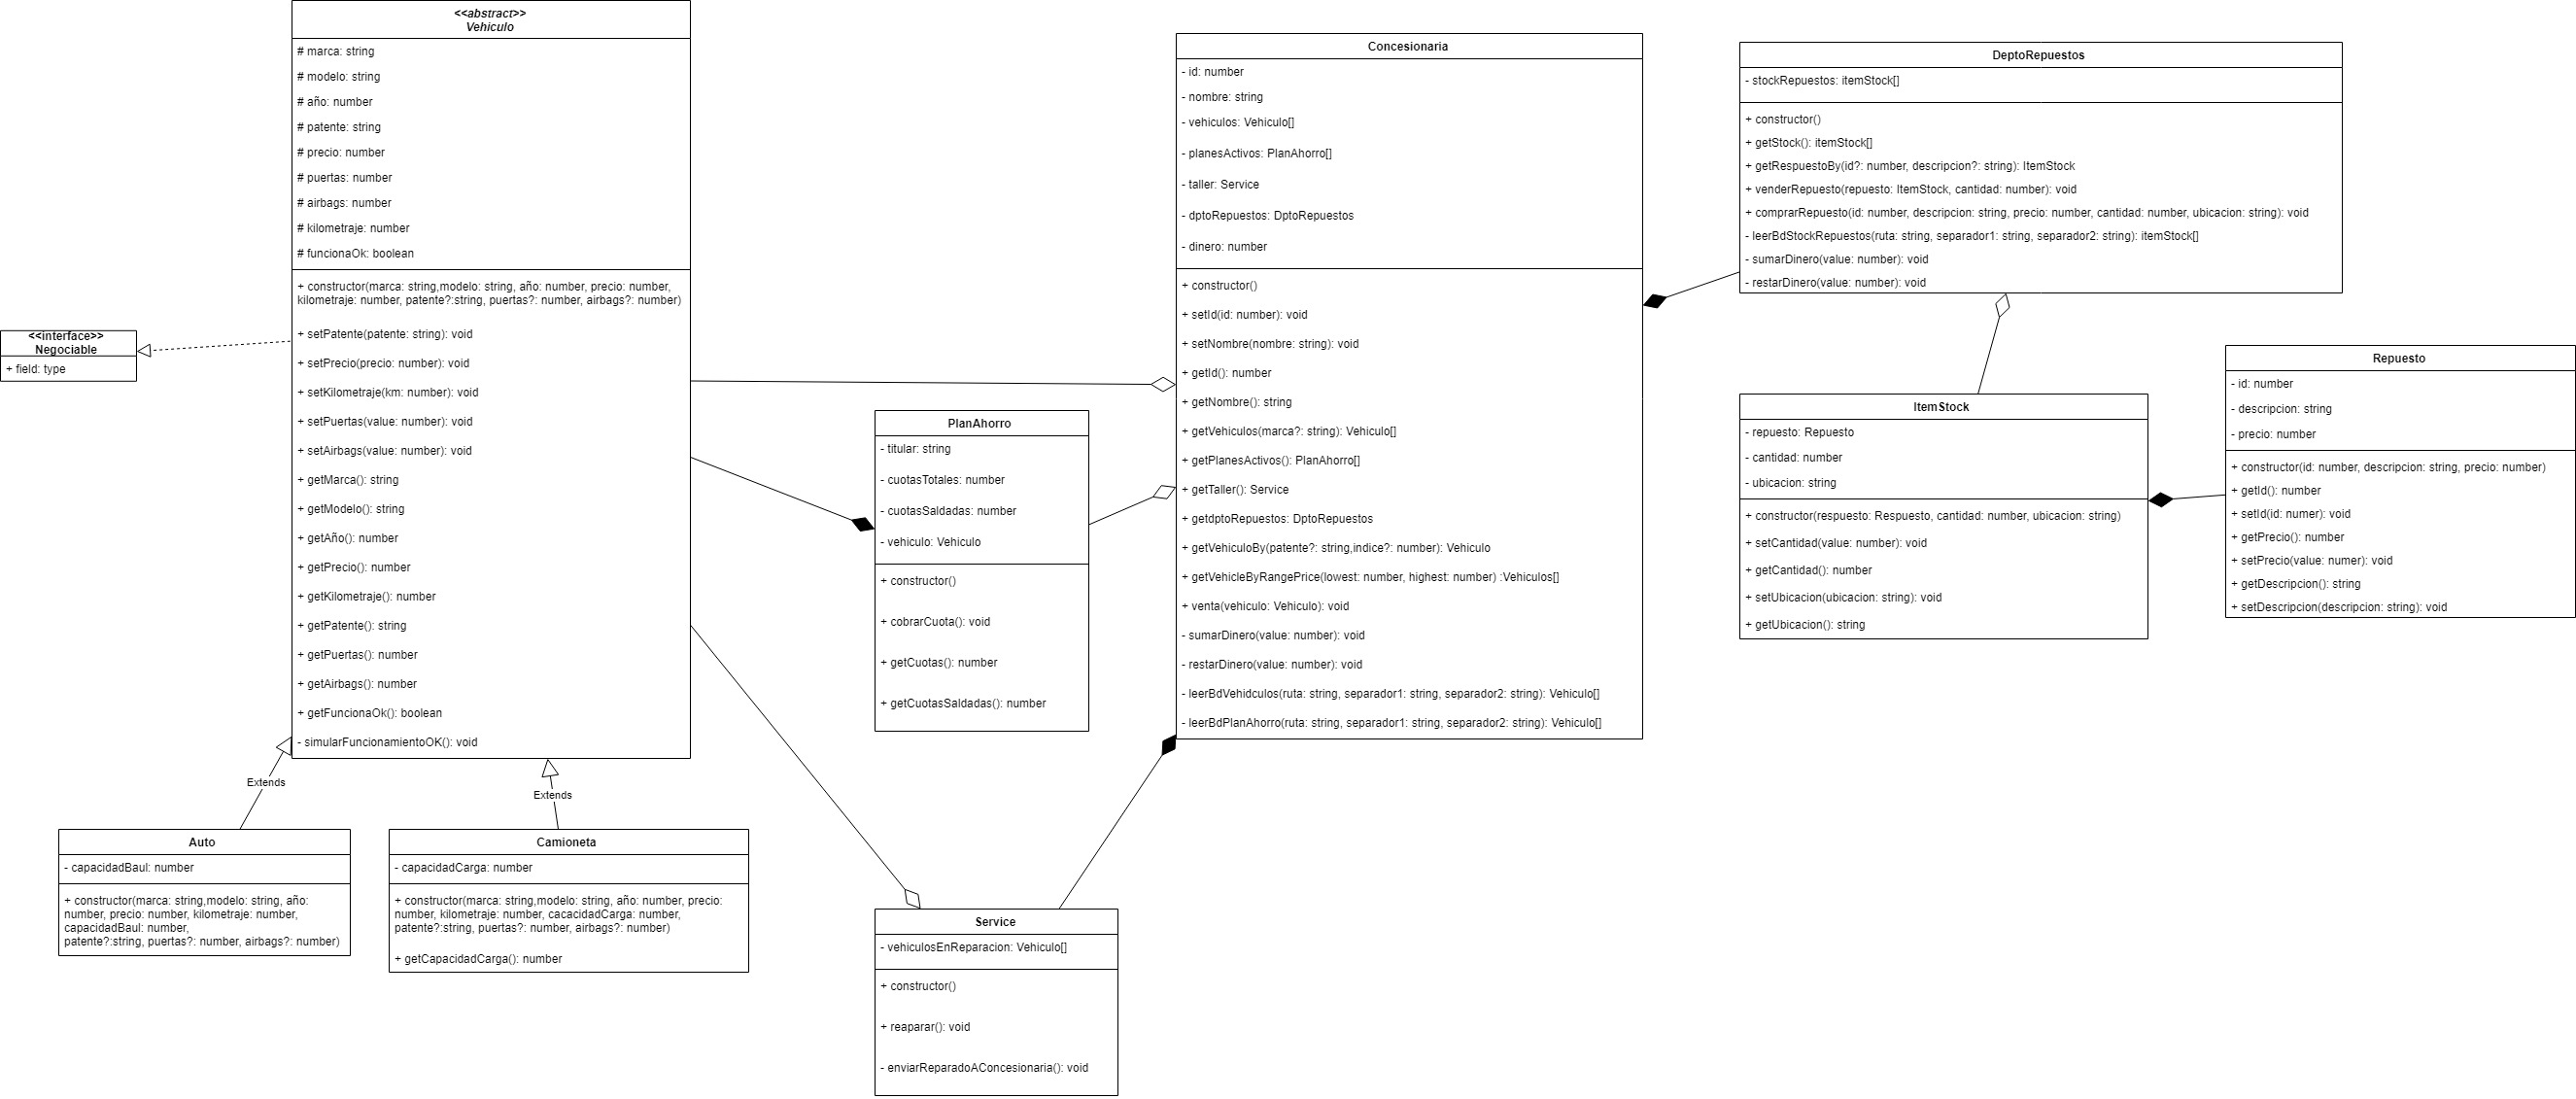 <<abstract>>
Vehiculo
# marca: string
# modelo: string
# año: number
# patente: string
# precio: number
# puertas: number
# airbags: number
# kilometraje: number
# funcionaOk: boolean
+ constructor(marca: string,modelo: string, año: number, precio: number,
kilometraje: number, patente?:string, puertas?: number, airbags?: number)
+ setPatente(patente: string): void
+ setPrecio(precio: number): void
+ setKilometraje(km: number): void
+ setPuertas(value: number): void
+ setAirbags(value: number): void
+ getMarca(): string
+ getModelo(): string
+ getAño(): number
+ getPrecio(): number
+ getKilometraje(): number
+ getPatente(): string
+ getPuertas(): number
+ getAirbags(): number
+ getFuncionaOk(): boolean
- simularFuncionamientoOK(): void
<<interface>>
Negociable
+ field: type
Extends
Extends
Auto
- capacidadBaul: number
+ constructor(marca: string,modelo: string, año:
number, precio: number, kilometraje: number,
capacidadBaul: number,
patente?:string, puertas?: number, airbags?: number)
Camioneta
- capacidadCarga: number
+ constructor(marca: string,modelo: string, año: number, precio:
number, kilometraje: number, cacacidadCarga: number,
patente?:string, puertas?: number, airbags?: number)
+ getCapacidadCarga(): number
PlanAhorro
- titular: string
- cuotasTotales: number
- cuotasSaldadas: number
- vehiculo: Vehiculo
+ constructor()
+ cobrarCuota(): void
+ getCuotas(): number
+ getCuotasSaldadas(): number
Service
- vehiculosEnReparacion: Vehiculo[]
+ constructor()
+ reaparar(): void
- enviarReparadoAConcesionaria(): void
Concesionaria
- id: number
- nombre: string
- vehiculos: Vehiculo[]
- planesActivos: PlanAhorro[]
- taller: Service
- dptoRepuestos: DptoRepuestos
- dinero: number
+ constructor()
+ setId(id: number): void
+ setNombre(nombre: string): void
+ getId(): number
+ getNombre(): string
+ getVehiculos(marca?: string): Vehiculo[]
+ getPlanesActivos(): PlanAhorro[]
+ getTaller(): Service
+ getdptoRepuestos: DptoRepuestos
+ getVehiculoBy(patente?: string,indice?: number): Vehiculo
+ getVehicleByRangePrice(lowest: number, highest: number) :Vehiculos[]
+ venta(vehiculo: Vehiculo): void
- sumarDinero(value: number): void
- restarDinero(value: number): void
- leerBdVehidculos(ruta: string, separador1: string, separador2: string): Vehiculo[]
- leerBdPlanAhorro(ruta: string, separador1: string, separador2: string): Vehiculo[]
DeptoRepuestos
- stockRepuestos: itemStock[]
+ constructor()
+ getStock(): itemStock[]
+ getRespuestoBy(id?: number, descripcion?: string): ItemStock
+ venderRepuesto(repuesto: ItemStock, cantidad: number): void
+ comprarRepuesto(id: number, descripcion: string, precio: number, cantidad: number, ubicacion: string): void
- leerBdStockRepuestos(ruta: string, separador1: string, separador2: string): itemStock[]
- sumarDinero(value: number): void
- restarDinero(value: number): void
ItemStock
- repuesto: Repuesto
- cantidad: number
- ubicacion: string
+ constructor(respuesto: Respuesto, cantidad: number, ubicacion: string)
+ setCantidad(value: number): void
+ getCantidad(): number
+ setUbicacion(ubicacion: string): void
+ getUbicacion(): string
Repuesto
- id: number
- descripcion: string
- precio: number
+ constructor(id: number, descripcion: string, precio: number)
+ getId(): number
+ setId(id: numer): void
+ getPrecio(): number
+ setPrecio(value: numer): void
+ getDescripcion(): string
+ setDescripcion(descripcion: string): void